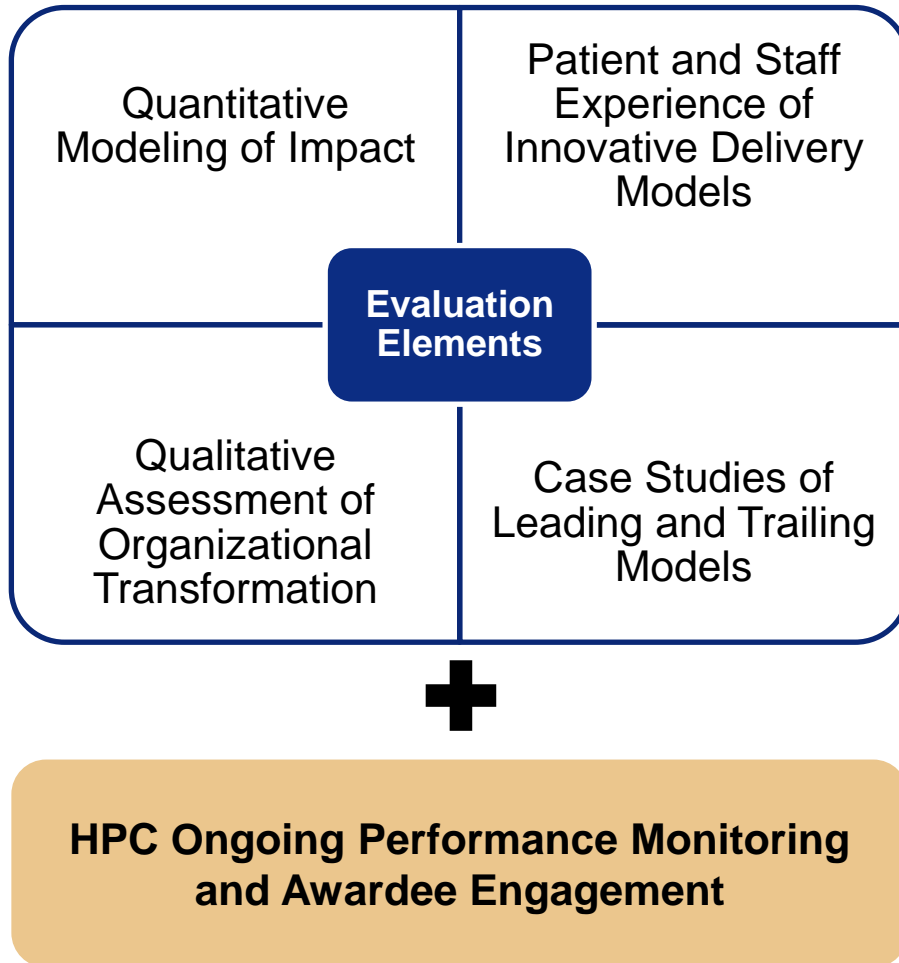 Quantitative
Modeling of Impact
Patient and Staff
Experience of
Innovative Delivery
Models
Evaluation
Elements
Qualitative
Assessment of
Organizational
Transformation
Case Studies of
Leading and Trailing
Models
HPC Ongoing Performance Monitoring
and Awardee Engagement